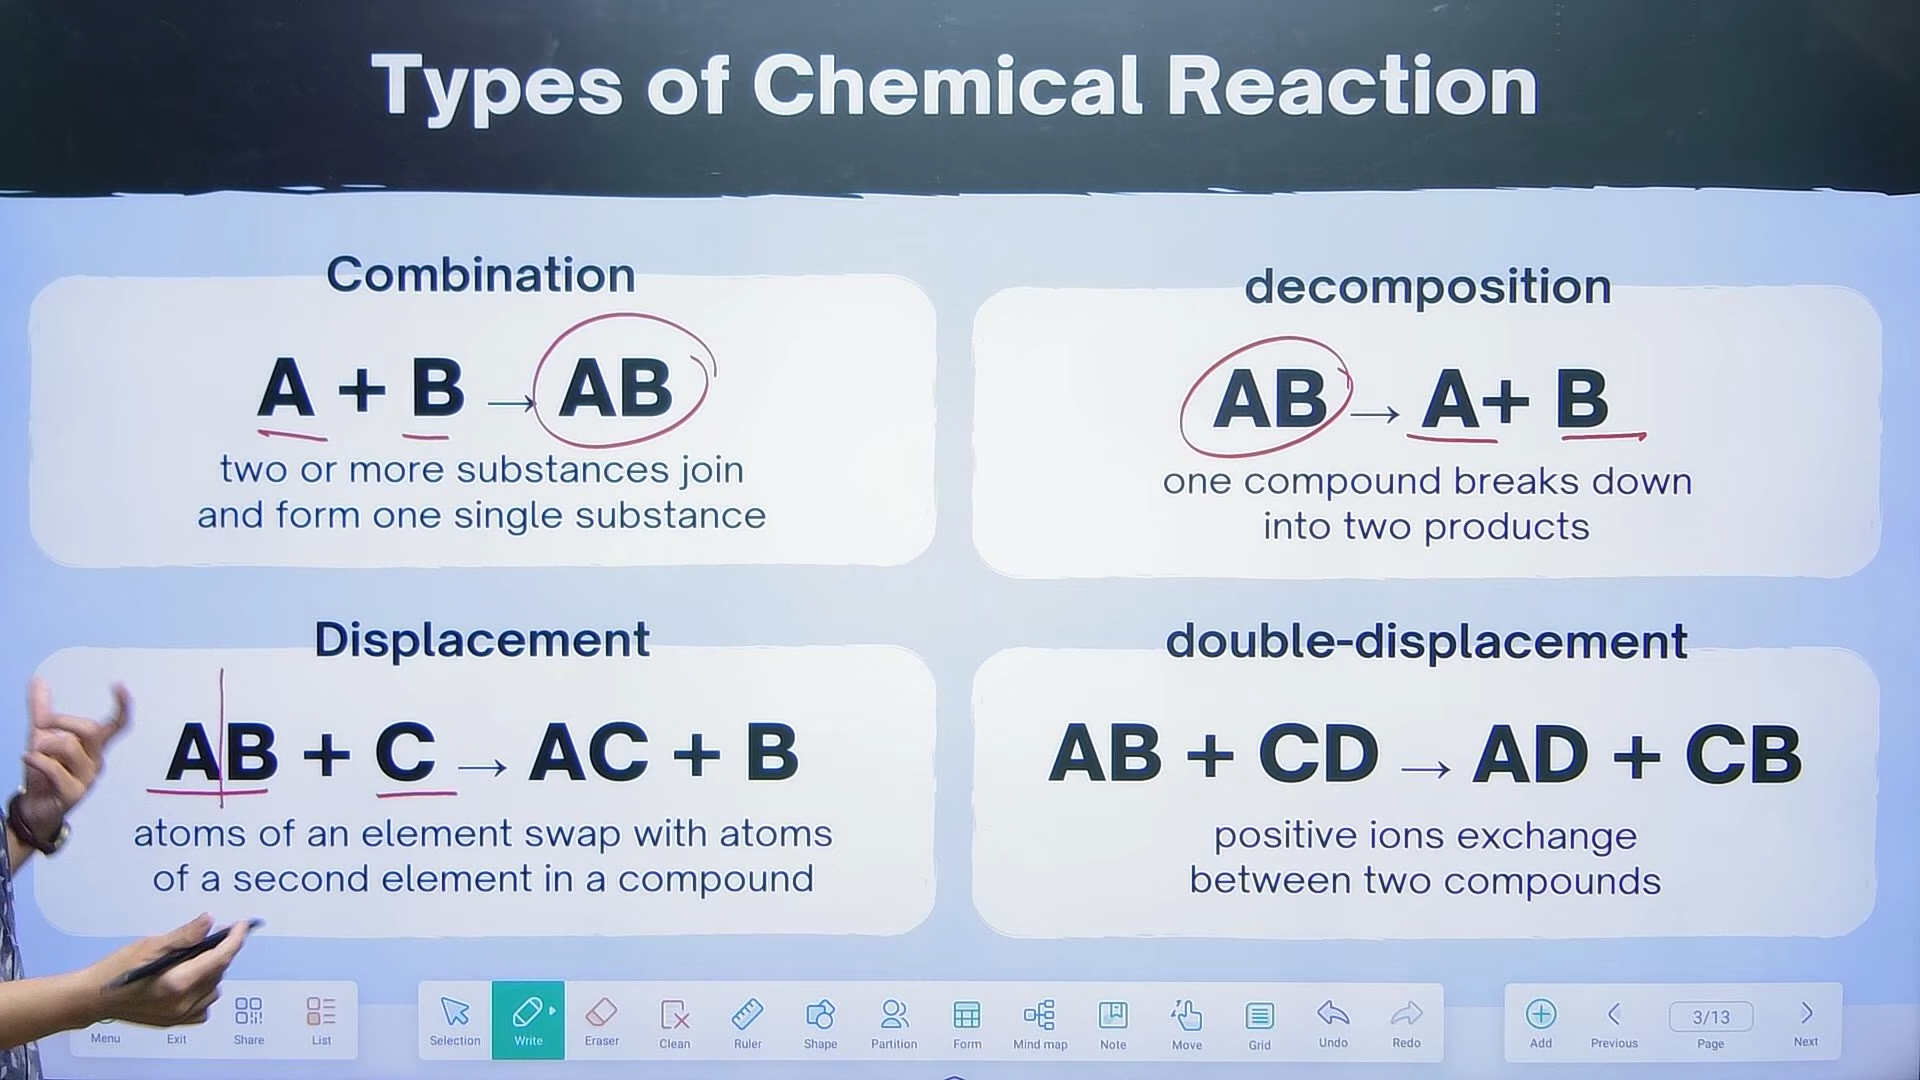 Types of Chemical Reaction
Combination
A + B → AB
two or more substances join
and form one single substance
decomposition
AB → A+ B
one compound breaks down
into two products
Displacement
AB + C → AC + B
atoms of an element swap with atoms
of a second element in a compound
double-displacement
AB + CD → AD + CB
positive ions exchange
between two compounds
Menu Exit Share List
Selection Write Eraser Clean Ruler Shape Partition Form Mind map Note Move Grid Undo Redo
Add Previous 3/13 Page Next